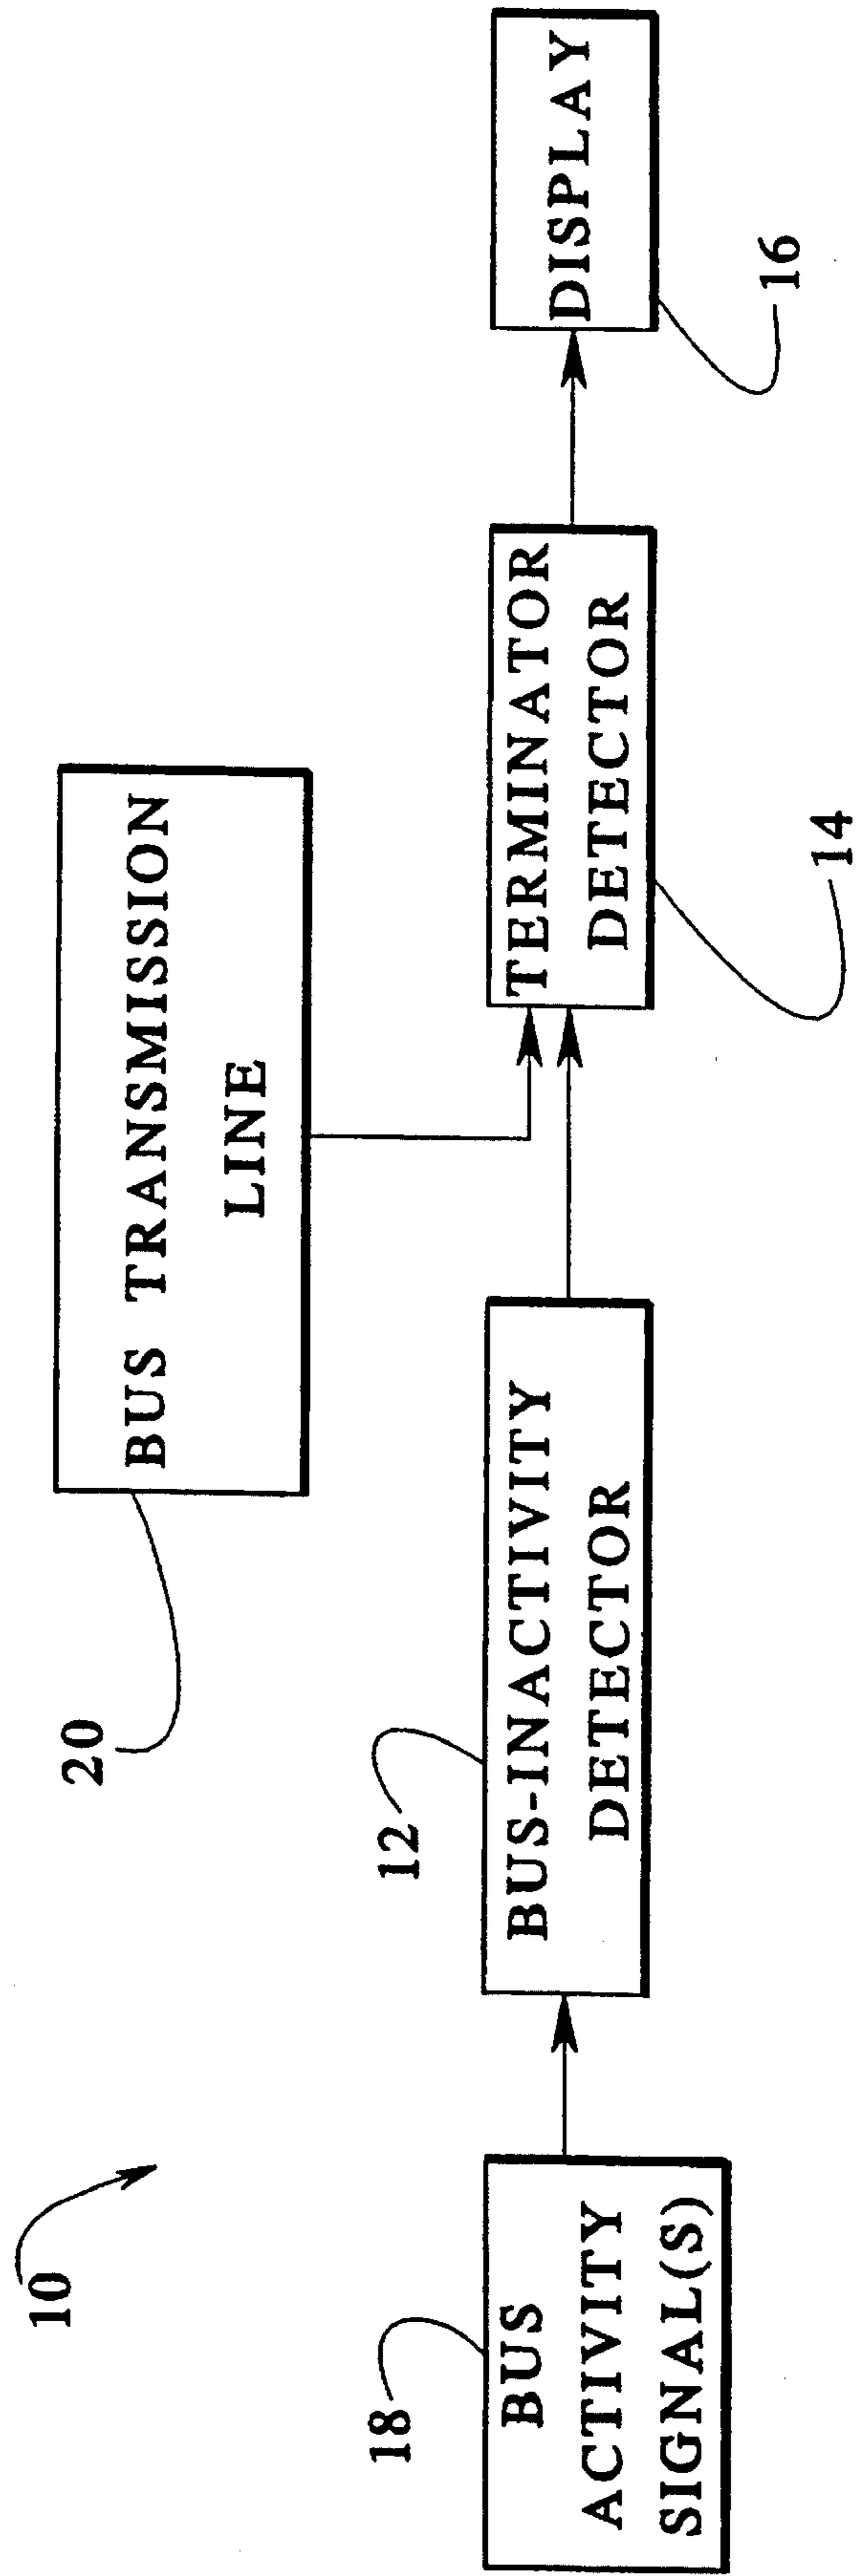 10
20
BUS TRANSMISSION
LINE
18
BUS
ACTIVITY
SIGNAL(S)
12
BUS-INACTIVITY
DETECTOR
TERMINATOR
DETECTOR
14
DISPLAY
16